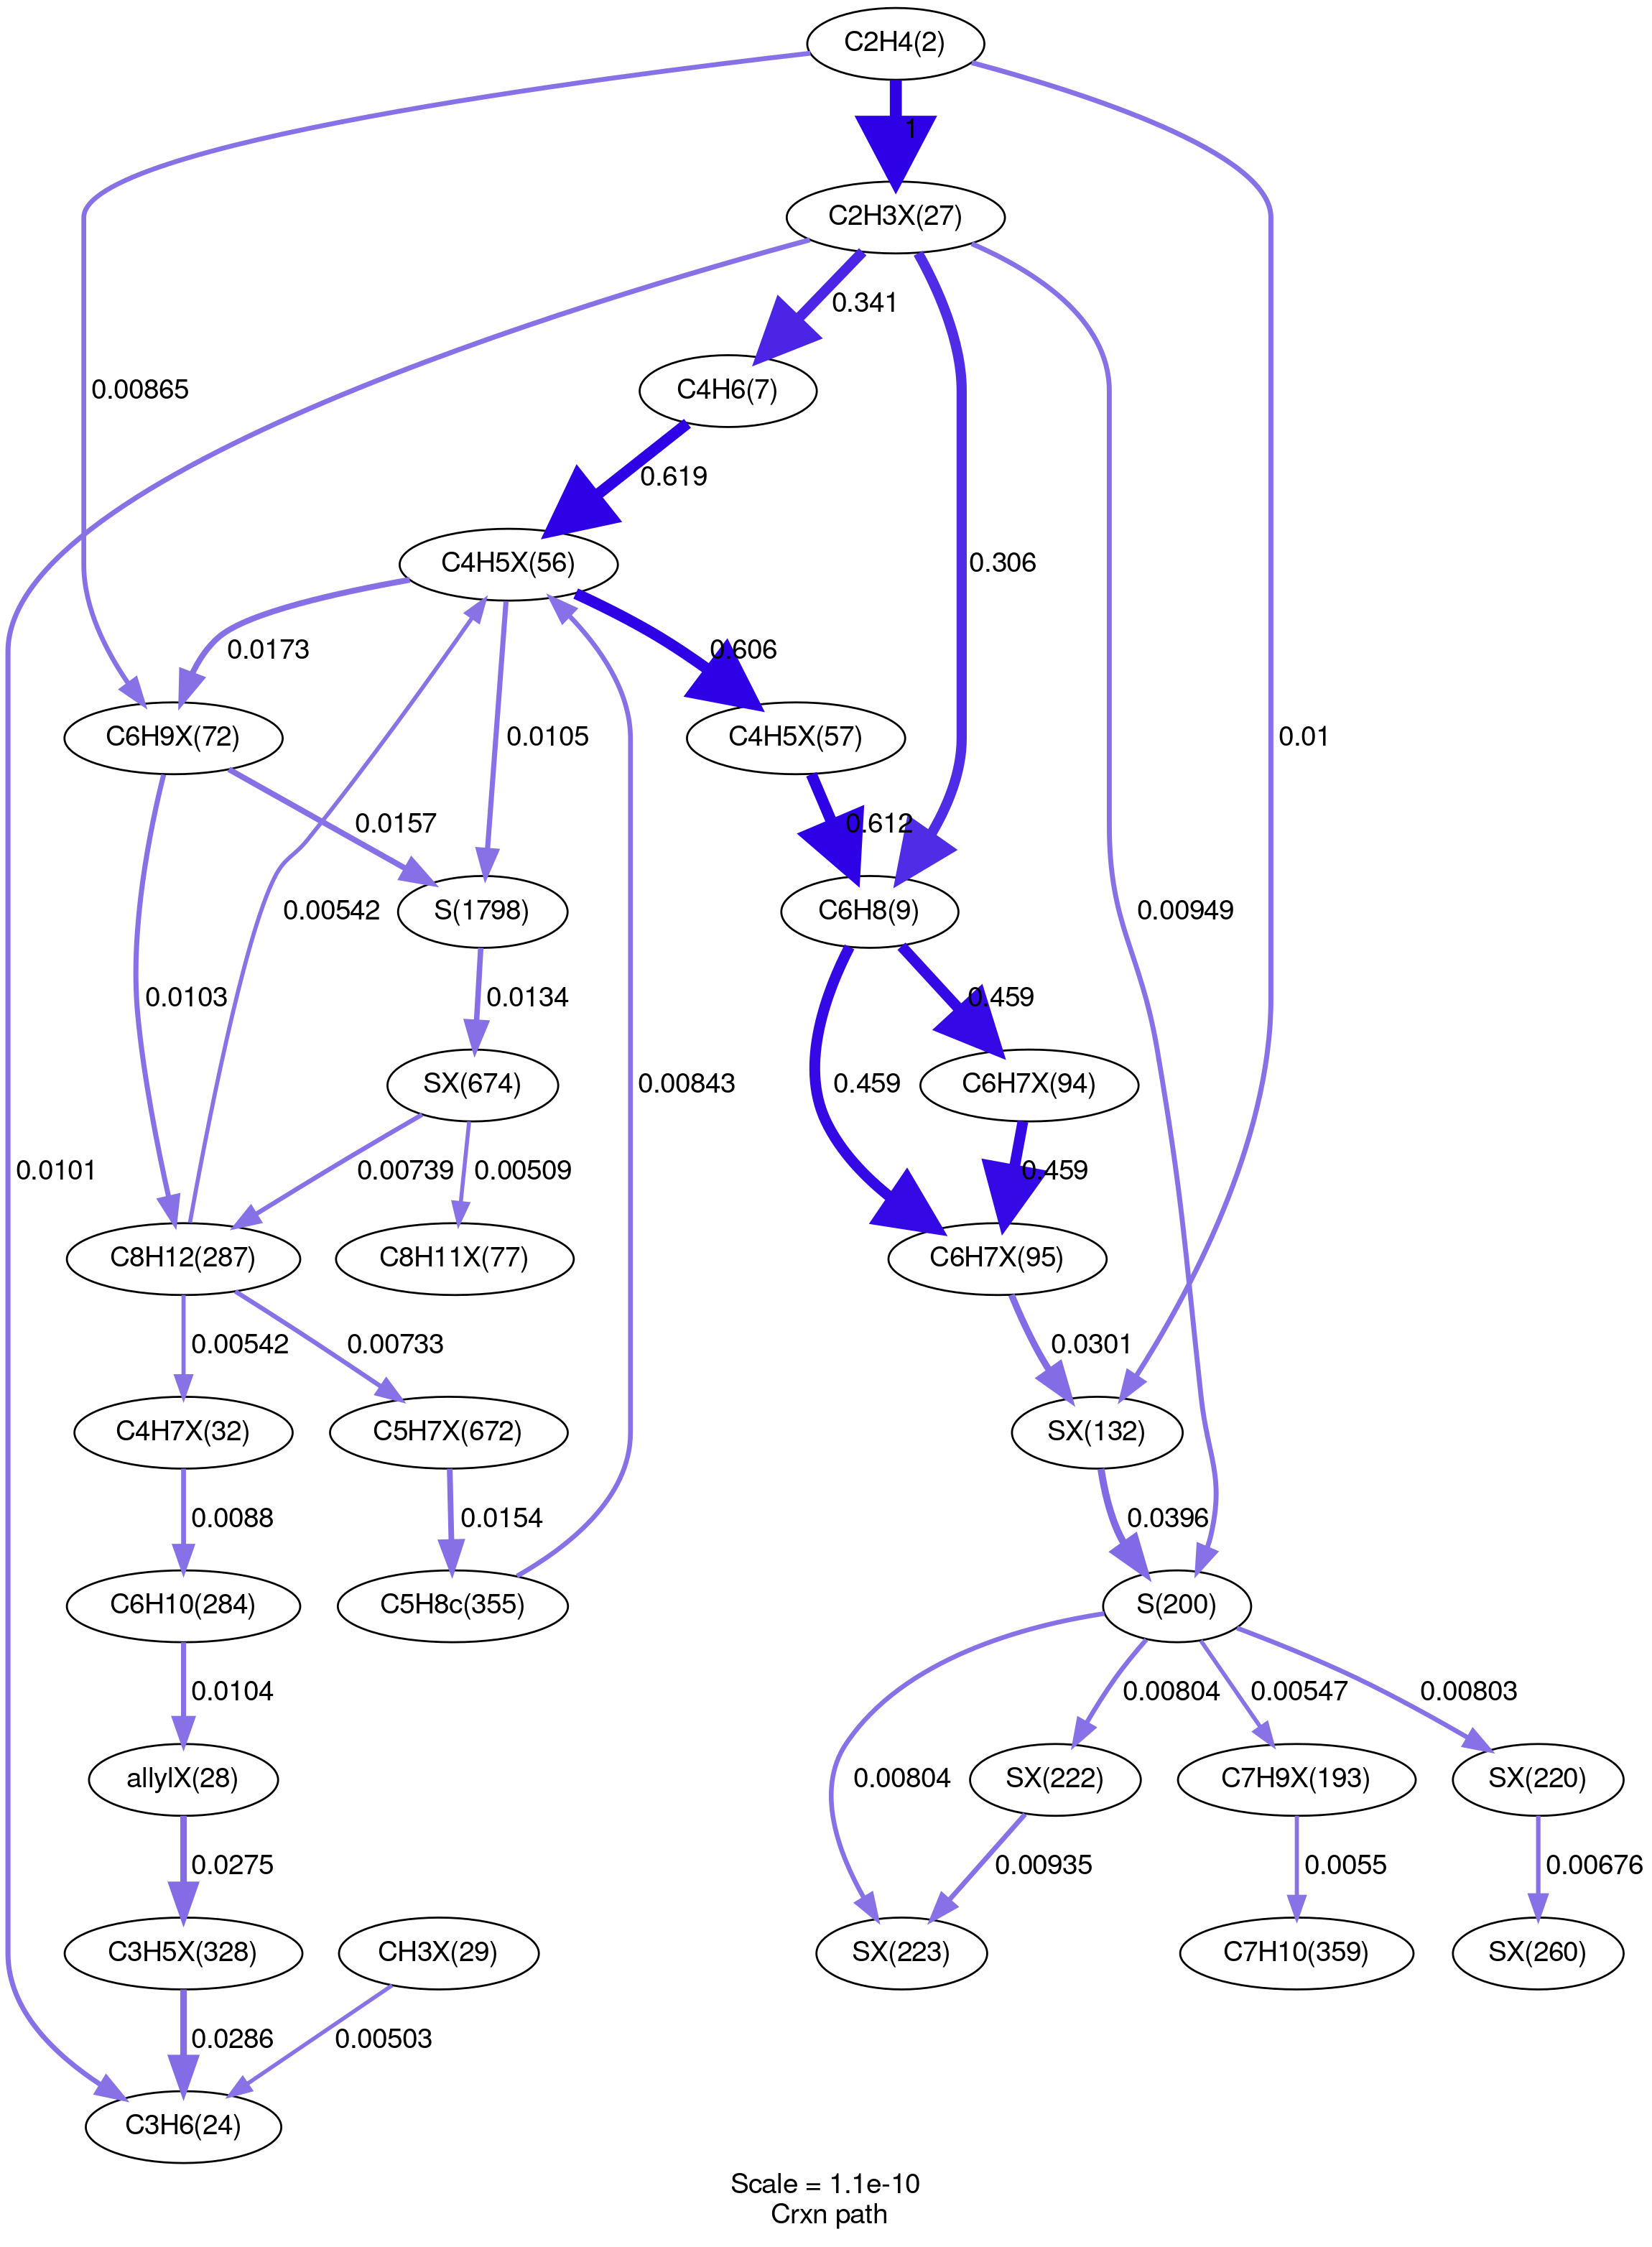 C2H4(2)
1
C2H3X(27)
0.341
0.00865
C4H6(7)
0.619
C4H5X(56)
0.306
0.0173
0.606
C6H9X(72)
0.0105
C4H5X(57)
0.01
0.0157
0.612
S(1798)
C6H8(9)
0.00542
0.00949
0.0103
0.0134
0.459
SX(674)
0.459
C6H7X(94)
0.00843
0.0101
0.00739
0.00509
0.459
C8H12(287)
C8H11X(77)
C6H7X(95)
0.00542
0.00733
0.0301
C4H7X(32)
C5H7X(672)
SX(132)
0.0088
0.0154
0.0396
C6H10(284)
C5H8c(355)
S(200)
0.0104
0.00804
0.00547
0.00803
0.00804
allylX(28)
SX(222)
C7H9X(193)
SX(220)
0.0275
0.00935
0.0055
0.00676
C3H5X(328)
CH3X(29)
SX(223)
C7H10(359)
SX(260)
0.0286
0.00503
C3H6(24)
Scale = 1.1e-10
Crxn path